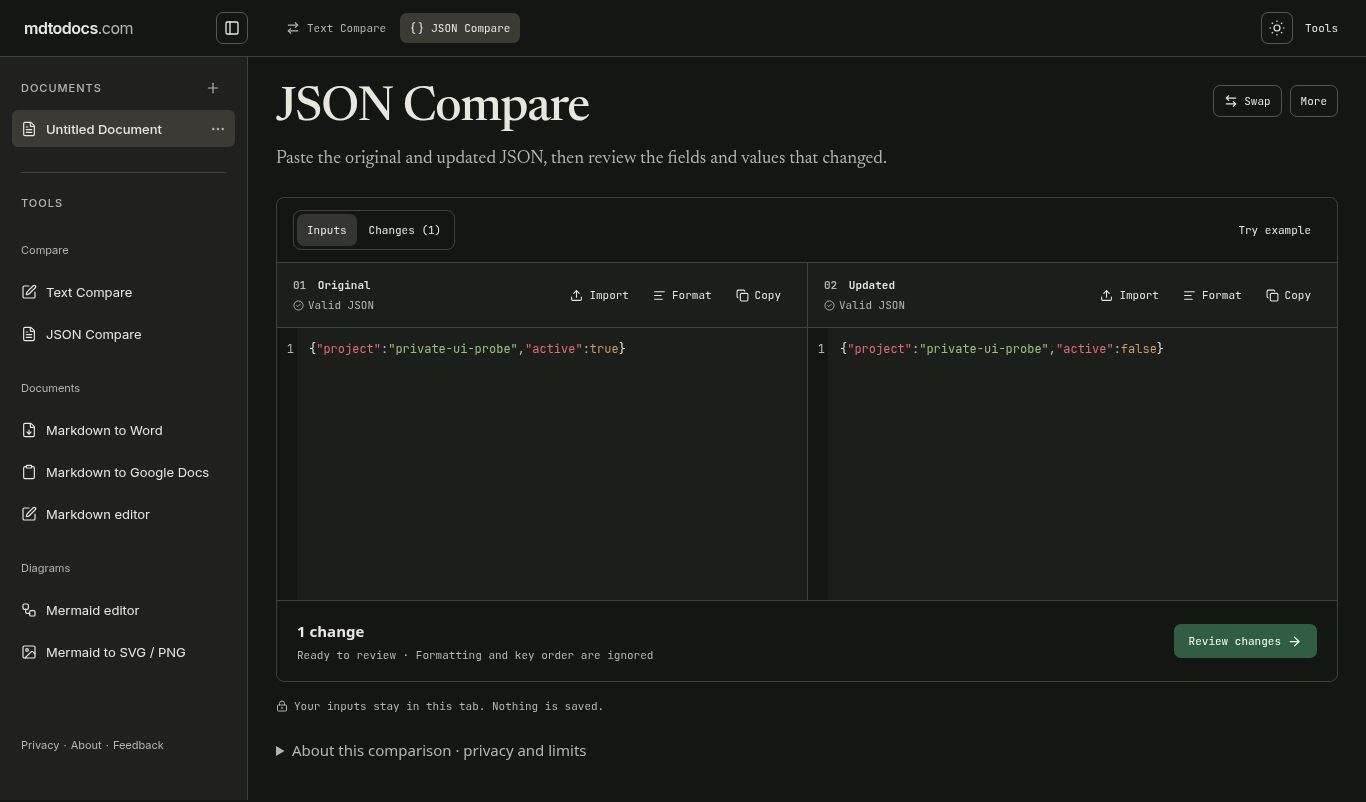 mdtodocs.com
Text Compare
JSON Compare
Tools
DOCUMENTS
Untitled Document
TOOLS
Compare
Text Compare
JSON Compare
Documents
Markdown to Word
Markdown to Google Docs
Markdown editor
Diagrams
Mermaid editor
Mermaid to SVG / PNG
Privacy · About · Feedback
JSON Compare
Swap
More
Paste the original and updated JSON, then review the fields and values that changed.
Inputs
Changes (1)
Try example
01 Original
Valid JSON
Import
Format
Copy
1 {"project":"private-ui-probe","active":true}
02 Updated
Valid JSON
Import
Format
Copy
1 {"project":"private-ui-probe","active":false}
1 change
Ready to review · Formatting and key order are ignored
Review changes
Your inputs stay in this tab. Nothing is saved.
About this comparison · privacy and limits